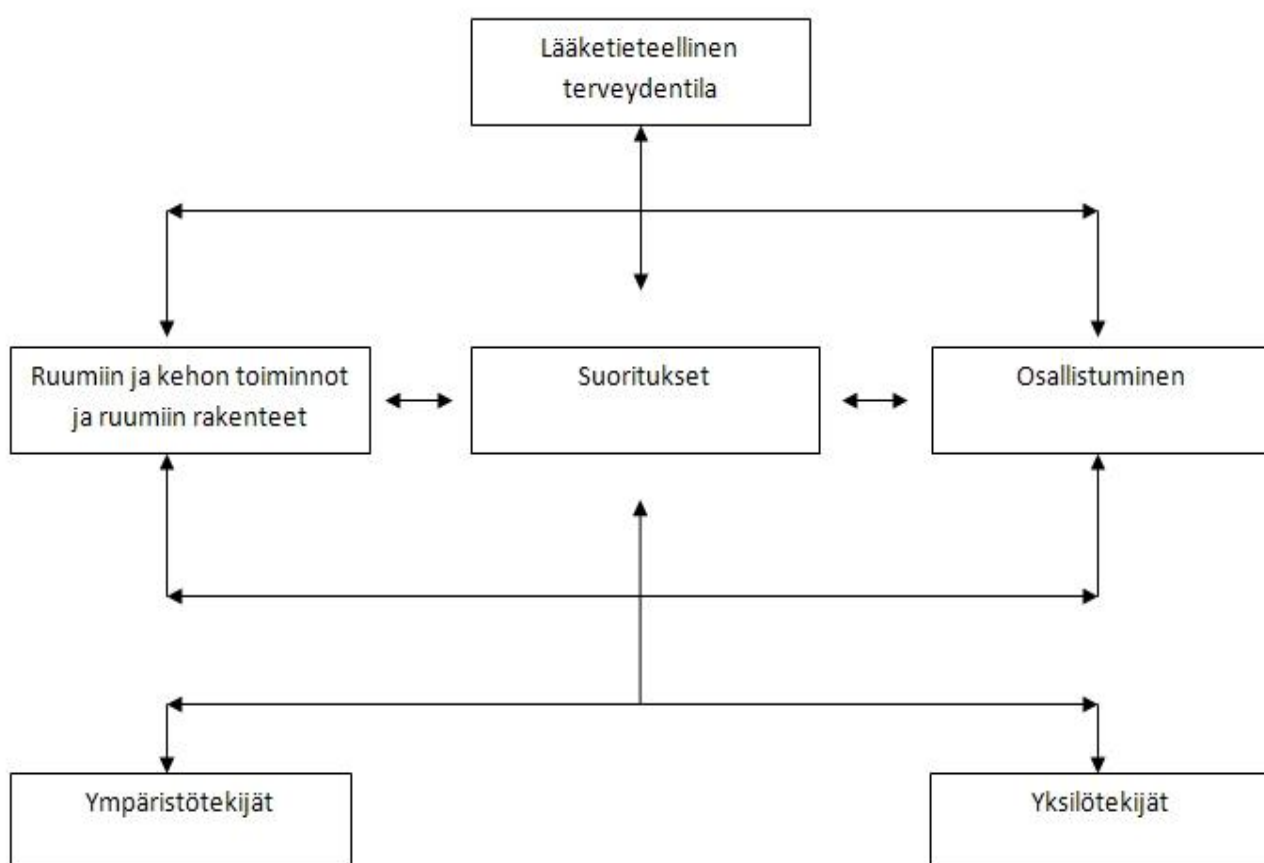 Lääketieteellinen
terveydentila
Ruumiin ja kehon toiminnot
ja ruumiin rakenteet
Suoritukset
Osallistuminen
Ympäristötekijät
Yksilötekijät